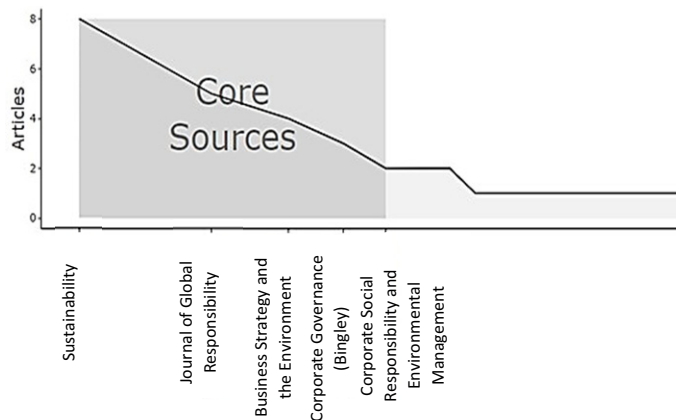 8
6
4
2
0
Articles
Core
Sources
Sustainability
Journal of Global
Responsibility
Business Strategy and
the Environment
Corporate Governance
(Bingley)
Corporate Social
Responsibility and
Environmental
Management